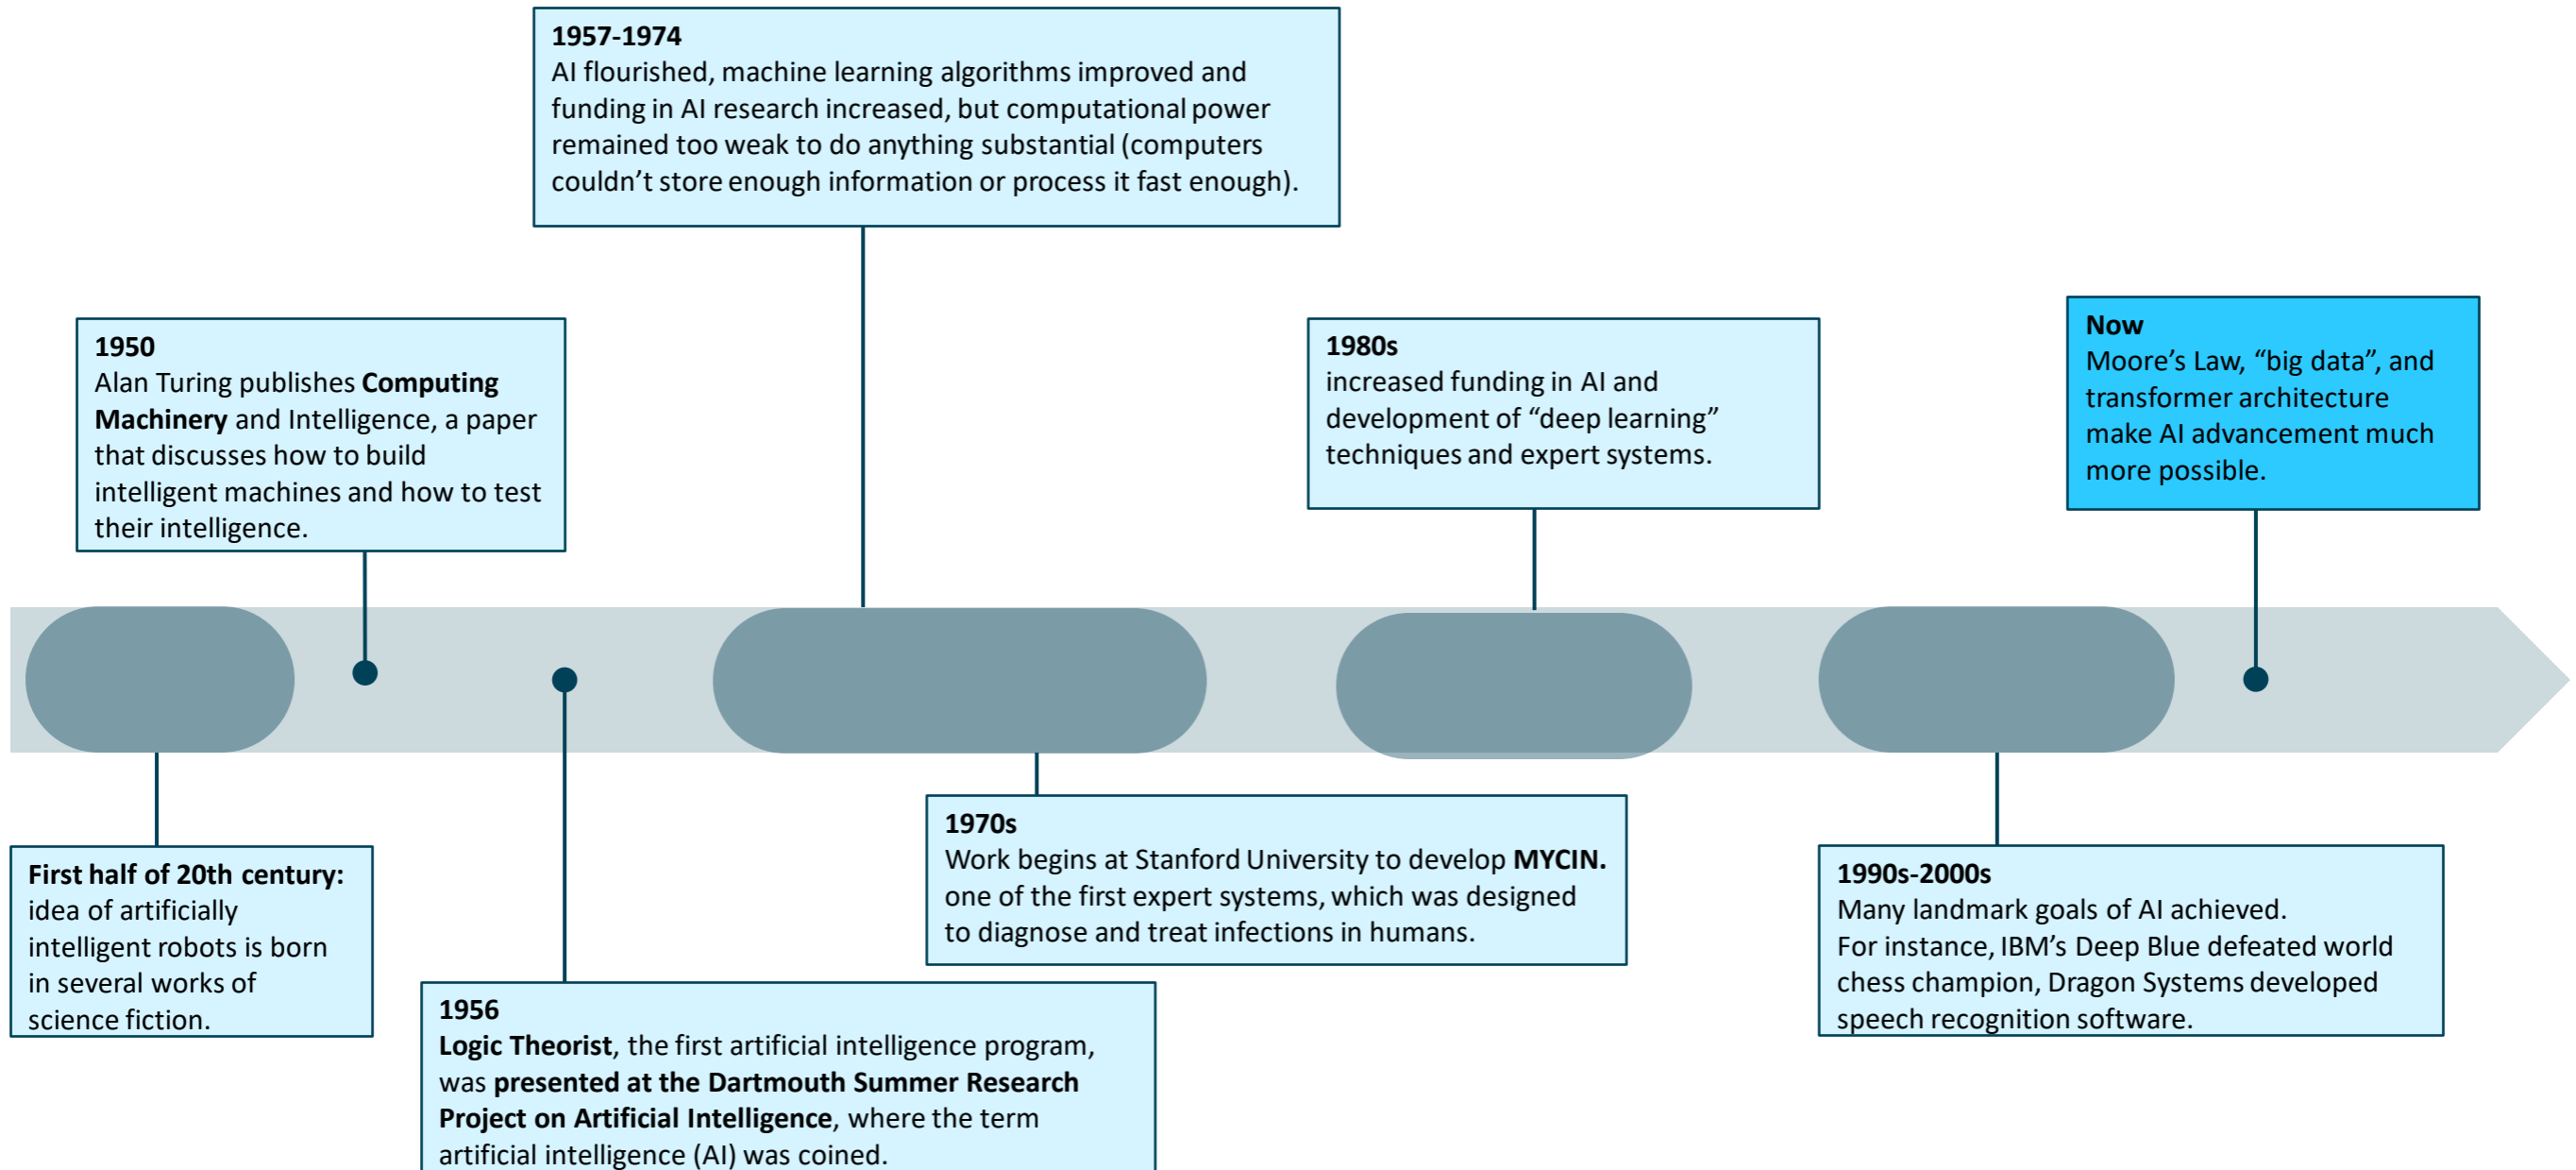 1957-1974
AI flourished, machine learning algorithms improved and
funding in AI research increased, but computational power
remained too weak to do anything substantial (computers
couldn’t store enough information or process it fast enough).
1950
Alan Turing publishes Computing
Machinery and Intelligence, a paper
that discusses how to build
intelligent machines and how to test
their intelligence.
1980s
increased funding in AI and
development of “deep learning”
techniques and expert systems.
Now
Moore’s Law, “big data”, and
transformer architecture
make AI advancement much
more possible.
First half of 20th century:
idea of artificially
intelligent robots is born
in several works of
science fiction.
1956
Logic Theorist, the first artificial intelligence program,
was presented at the Dartmouth Summer Research
Project on Artificial Intelligence, where the term
artificial intelligence (AI) was coined.
1970s
Work begins at Stanford University to develop MYCIN.
one of the first expert systems, which was designed
to diagnose and treat infections in humans.
1990s-2000s
Many landmark goals of AI achieved.
For instance, IBM’s Deep Blue defeated world
chess champion, Dragon Systems developed
speech recognition software.